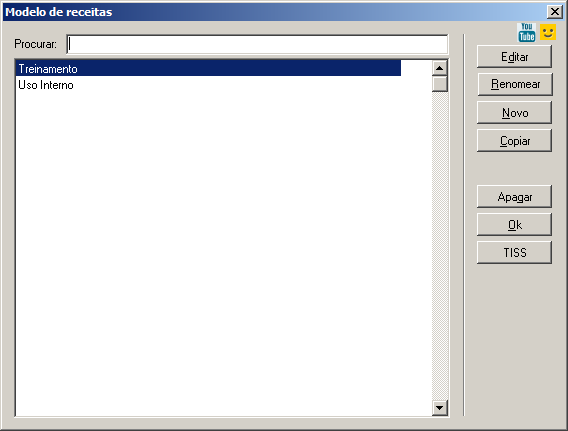 Modelo de receitas
You
Tube
Procurar:
Treinamento
Uso Interno
Editar
Renomear
Novo
Copiar
Apagar
Ok
TISS